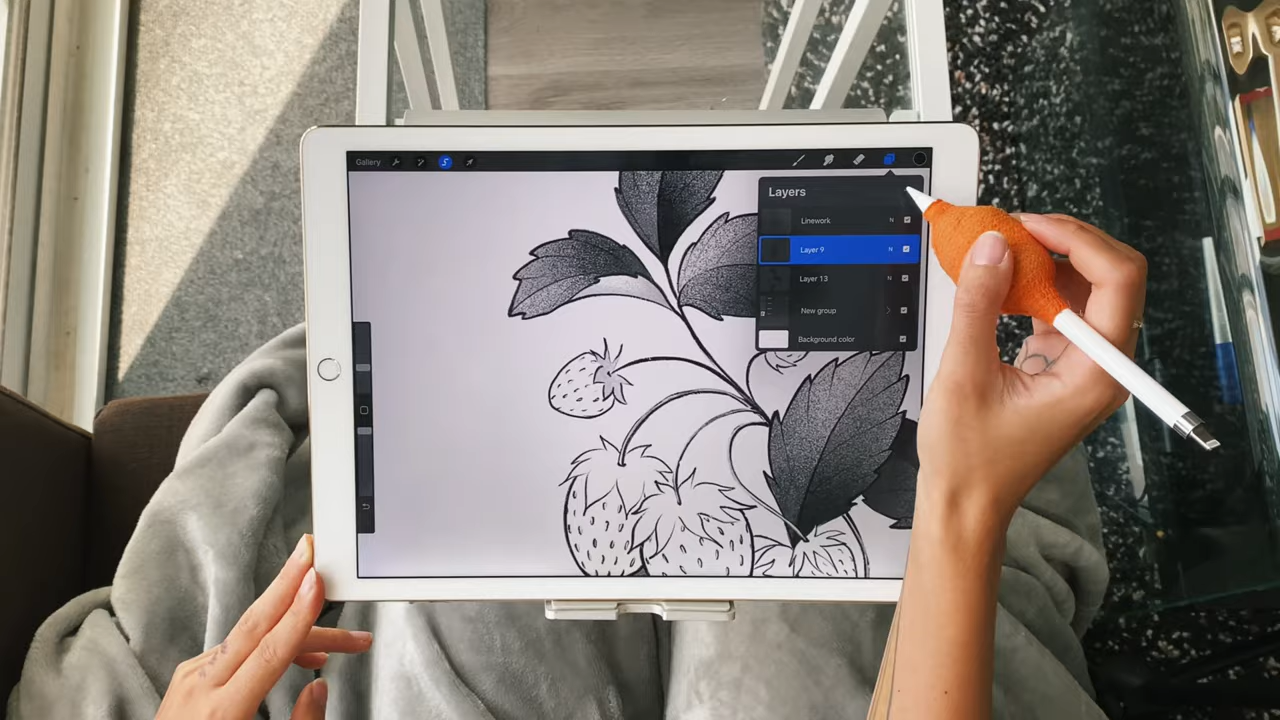 Gallery
Layers
Linework N
Layer 9 N
Layer 13 N
New group
Background color